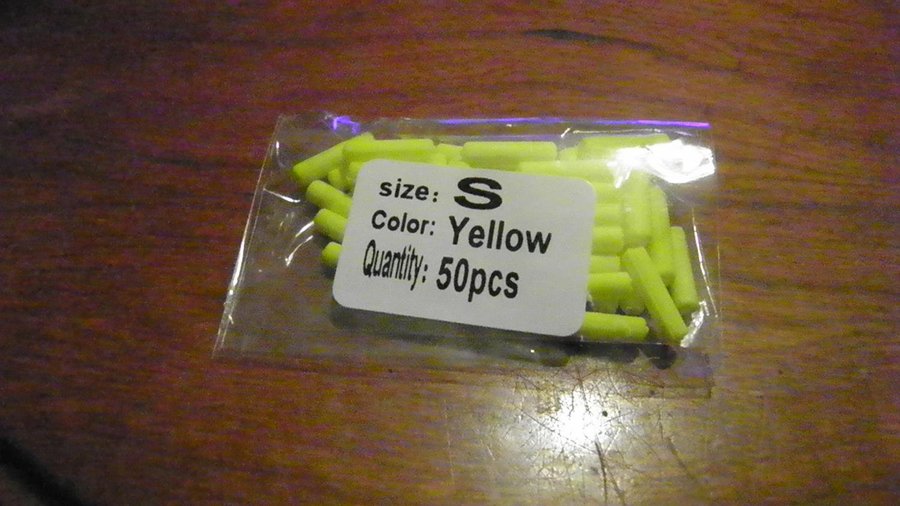 size: S
Color: Yellow
Quantity: 50pcs